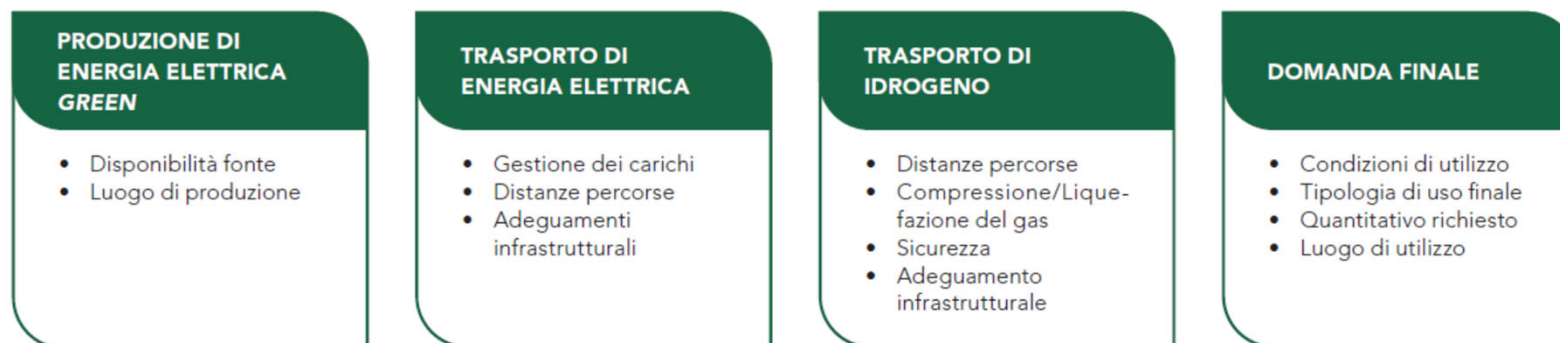 PRODUZIONE DI
ENERGIA ELETTRICA
GREEN
• Disponibilità fonte
• Luogo di produzione
TRASPORTO DI
ENERGIA ELETTRICA
• Gestione dei carichi
• Distanze percorse
• Adeguamenti
infrastrutturali
TRASPORTO DI
IDROGENO
• Distanze percorse
• Compressione/Lique-
fazione del gas
• Sicurezza
• Adeguamento
infrastrutturale
DOMANDA FINALE
• Condizioni di utilizzo
• Tipologia di uso finale
• Quantitativo richiesto
• Luogo di utilizzo